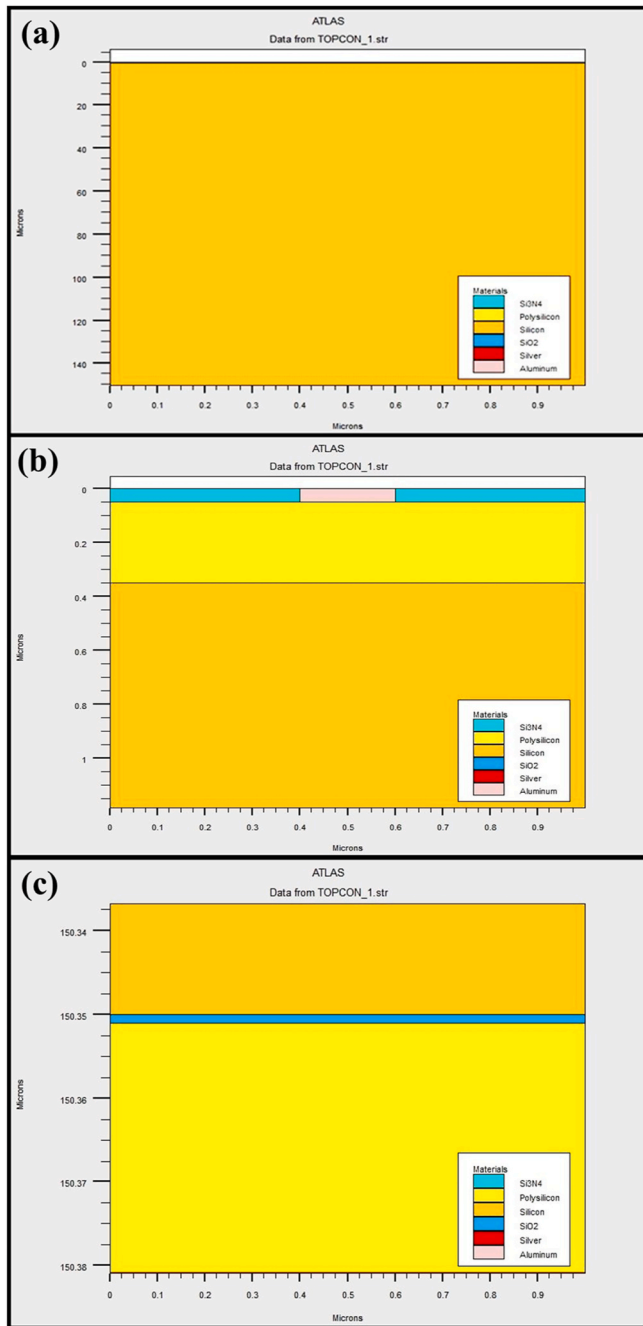 (a)
ATLAS
Data from TOPCON_1.str
0
20
40
60
80
100
120
140
Microns
Materials
Si3N4
Polysilicon
Silicon
SiO2
Silver
Aluminum
0 0.1 0.2 0.3 0.4 0.5 0.6 0.7 0.8 0.9
Microns
(b)
ATLAS
Data from TOPCON_1.str
0
0.2
0.4
0.6
0.8
1
Microns
Materials
Si3N4
Polysilicon
Silicon
SiO2
Silver
Aluminum
0 0.1 0.2 0.3 0.4 0.5 0.6 0.7 0.8 0.9
Microns
(c)
ATLAS
Data from TOPCON_1.str
150.34
150.35
150.36
150.37
150.38
Microns
Materials
Si3N4
Polysilicon
Silicon
SiO2
Silver
Aluminum
0 0.1 0.2 0.3 0.4 0.5 0.6 0.7 0.8 0.9
Microns